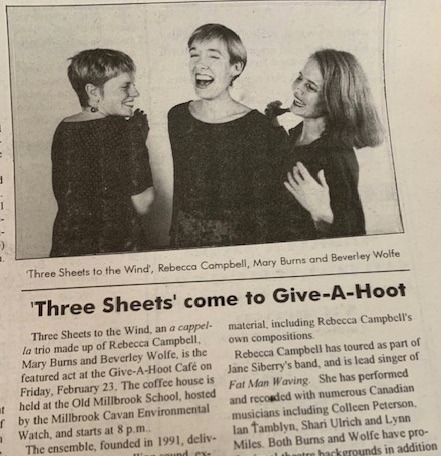 'Three Sheets to the Wind', Rebecca Campbell, Mary Burns and Beverley Wolfe
'Three Sheets' come to Give-A-Hoot
Three Sheets to the Wind, an a cappel-
la trio made up of Rebecca Campbell,
Mary Burns and Beverley Wolfe, is the
featured act at the Give-A-Hoot Café on
Friday, February 23. The coffee house is
held at the Old Millbrook School, hosted
by the Millbrook Cavan Environmental
Watch, and starts at 8 p.m..
The ensemble, founded in 1991, deliv-
material, including Rebecca Campbell's
own compositions.
Rebecca Campbell has toured as part of
Jane Siberry's band, and is lead singer of
Fat Man Waving. She has performed
and recorded with numerous Canadian
musicians including Colleen Peterson,
Ian Tamblyn, Shari Ulrich and Lynn
Miles. Both Burns and Wolfe have pro-
theatre backgrounds in addition